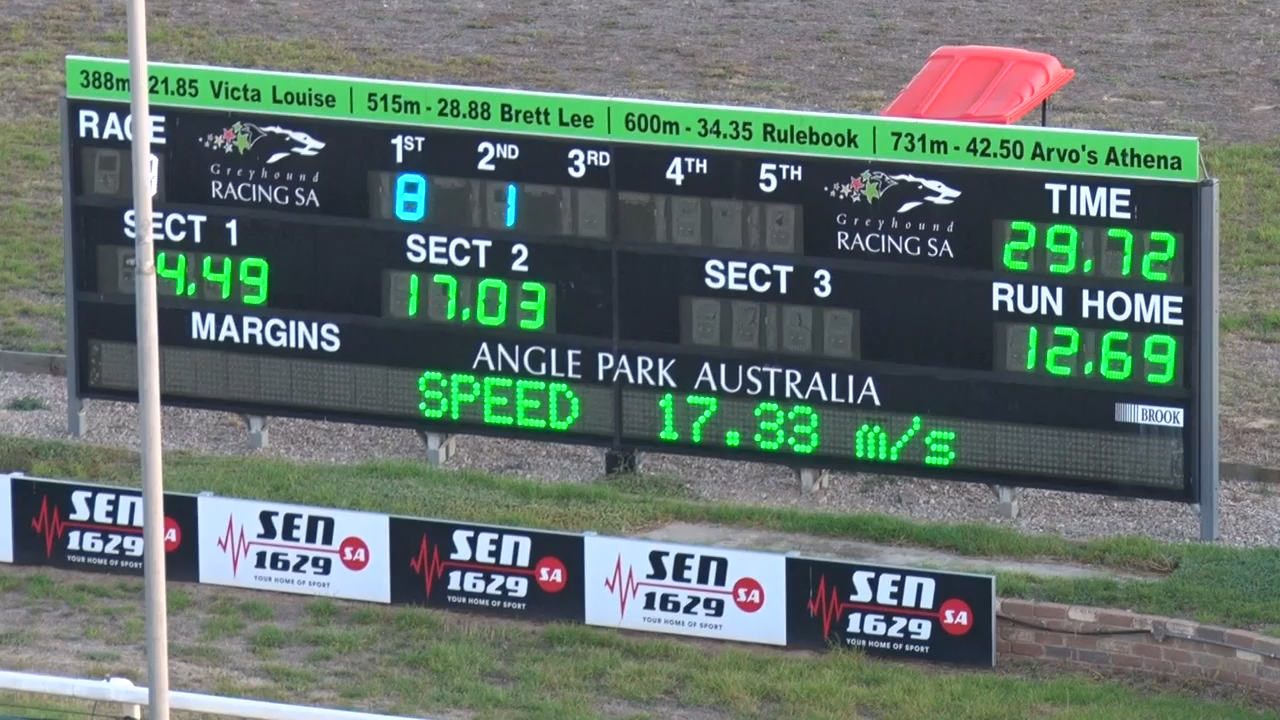 388m 21.85 Victa Louise | 515m - 28.88 Brett Lee | 600m - 34.35 Rulebook | 731m - 42.50 Arvo's Athena
RACE
Greyhound
RACING SA
1ST 2ND 3RD 4TH 5TH
8 1
Greyhound
RACING SA
TIME
29.72
SECT 1
4.49
SECT 2
17.03
SECT 3
RUN HOME
12.69
MARGINS
ANGLE PARK AUSTRALIA
BROOK
SPEED 17.33 m/s
SEN
1629 SA
SEN
1629 SA
YOUR HOME OF SPORT
SEN
1629 SA
YOUR HOME OF SPORT
SEN
1629 SA
YOUR HOME OF SPORT
SEN
1629 SA
YOUR HOME OF SPORT